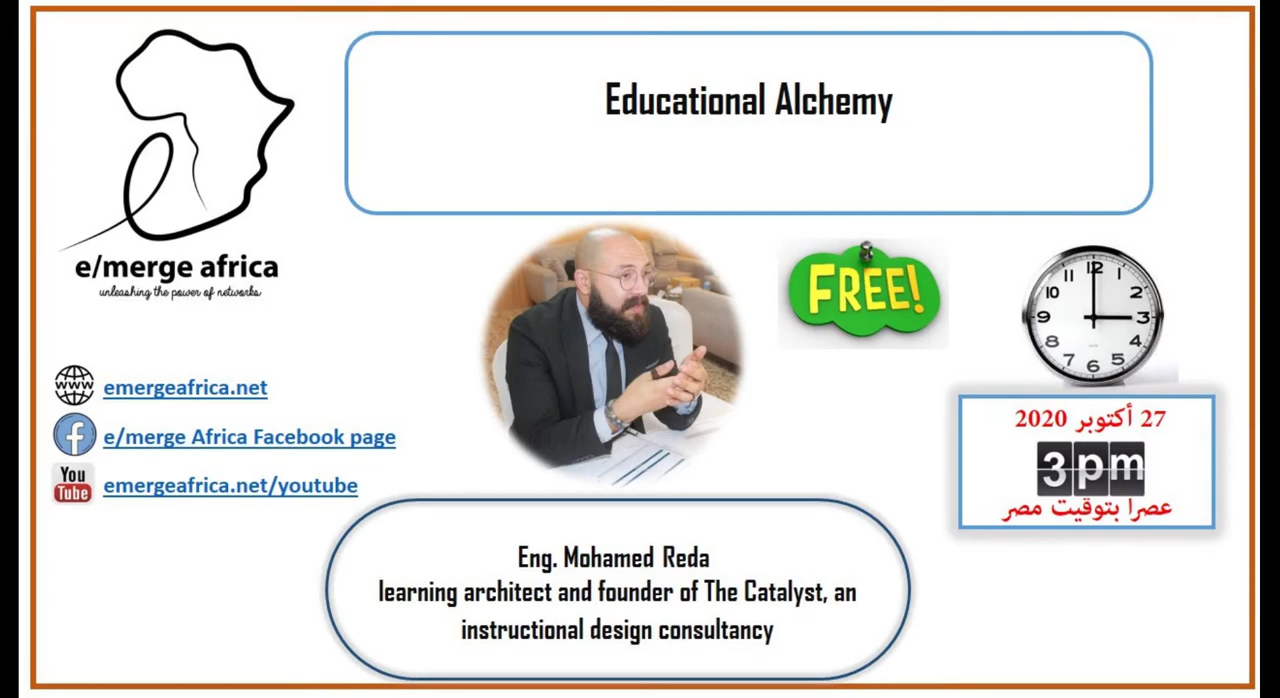 Educational Alchemy
e/merge africa
unleashing the power of networks
FREE!
12
11
1
10
2
9
3
8
4
7
5
6
emergeafrica.net
e/merge Africa Facebook page
emergeafrica.net/youtube
WWW
f
You
Tube
27 أكتوبر 2020
3pm
عصرا بتوقيت مصر
Eng. Mohamed Reda
learning architect and founder of The Catalyst, an
instructional design consultancy